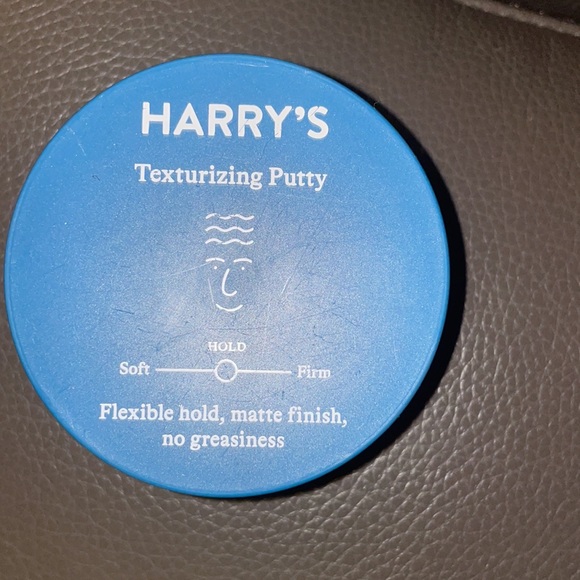 HARRY'S
Texturizing Putty
HOLD
Soft Firm
Flexible hold, matte finish,
no greasiness